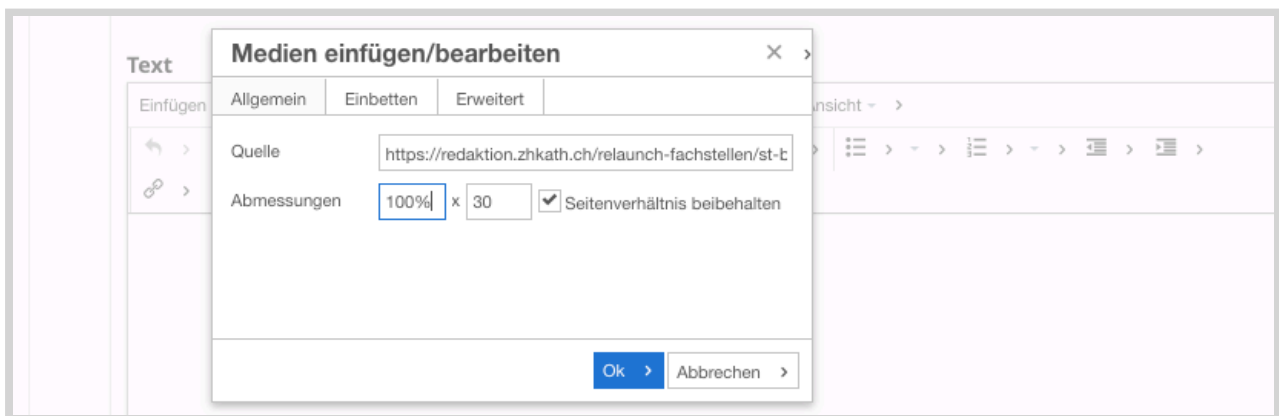 Text
Medien einfügen/bearbeiten
Einfügen
Allgemein Einbetten Erweitert
nsicht
Quelle https://redaktion.zhkath.ch/relaunch-fachstellen/st-b
Abmessungen 100% x 30 Seitenverhältnis beibehalten
Ok Abbrechen